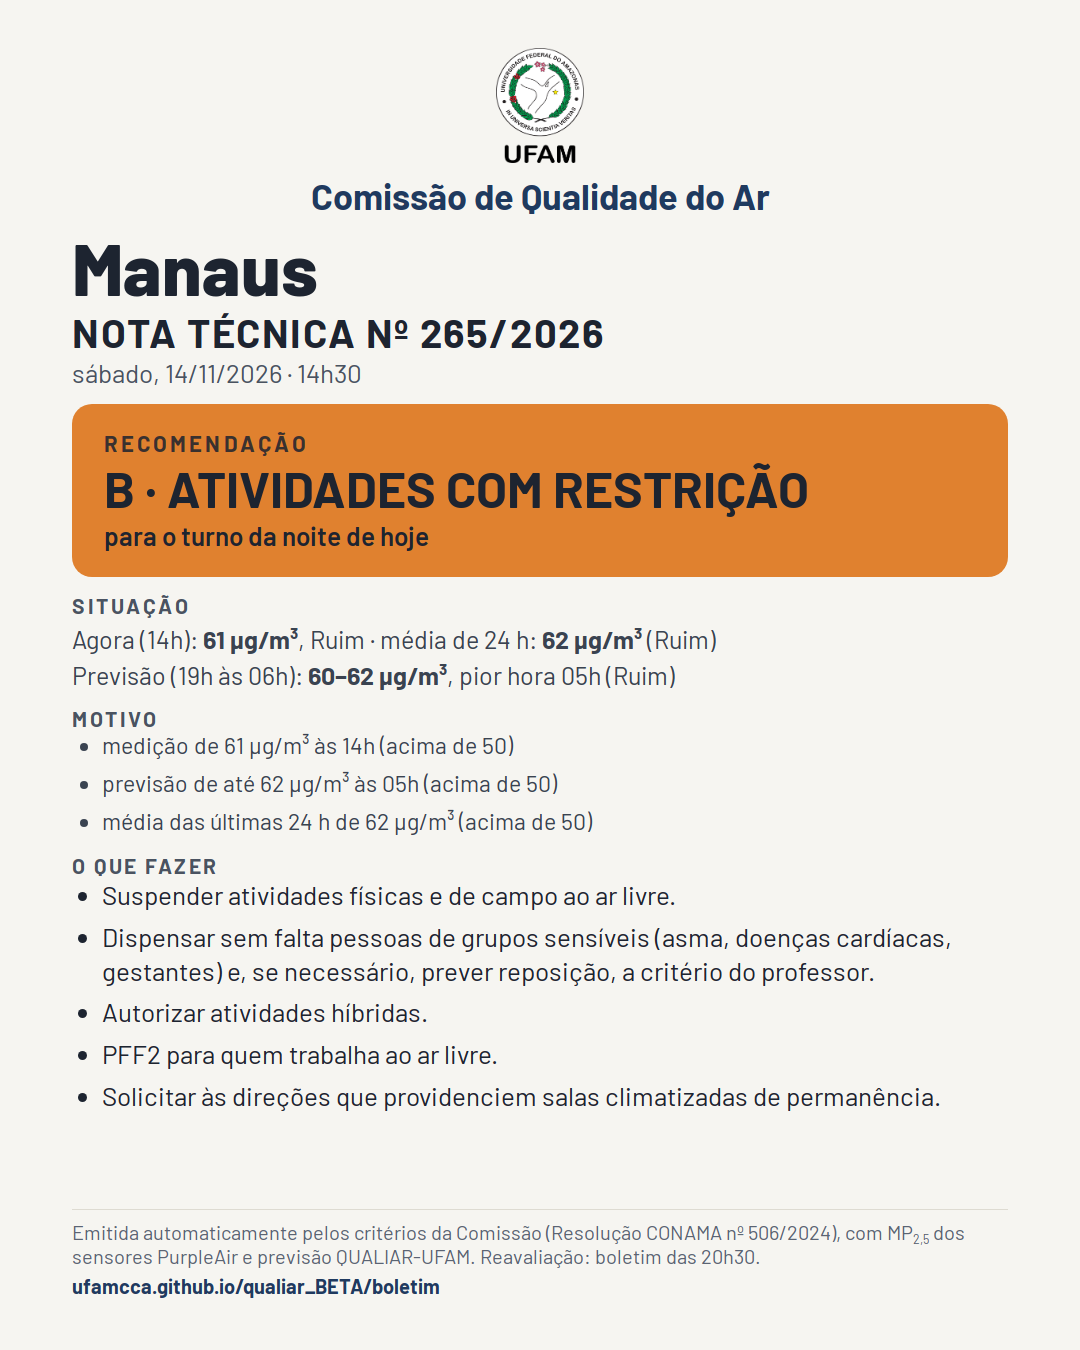 UNIVERSIDADE FEDERAL DO AMAZONAS
IN UNIVERSA SCIENTIA VERITAS
UFAM
Comissão de Qualidade do Ar
Manaus
NOTA TÉCNICA Nº 265/2026
sábado, 14/11/2026 · 14h30
RECOMENDAÇÃO
B · ATIVIDADES COM RESTRIÇÃO
para o turno da noite de hoje
SITUAÇÃO
Agora (14h): 61 µg/m³, Ruim · média de 24 h: 62 µg/m³ (Ruim)
Previsão (19h às 06h): 60–62 µg/m³, pior hora 05h (Ruim)
MOTIVO
• medição de 61 µg/m³ às 14h (acima de 50)
• previsão de até 62 µg/m³ às 05h (acima de 50)
• média das últimas 24 h de 62 µg/m³ (acima de 50)
O QUE FAZER
• Suspender atividades físicas e de campo ao ar livre.
• Dispensar sem falta pessoas de grupos sensíveis (asma, doenças cardíacas,
gestantes) e, se necessário, prever reposição, a critério do professor.
• Autorizar atividades híbridas.
• PFF2 para quem trabalha ao ar livre.
• Solicitar às direções que providenciem salas climatizadas de permanência.
Emitida automaticamente pelos critérios da Comissão (Resolução CONAMA nº 506/2024), com MP2,5 dos
sensores PurpleAir e previsão QUALIAR-UFAM. Reavaliação: boletim das 20h30.
ufamcca.github.io/qualiar_BETA/boletim